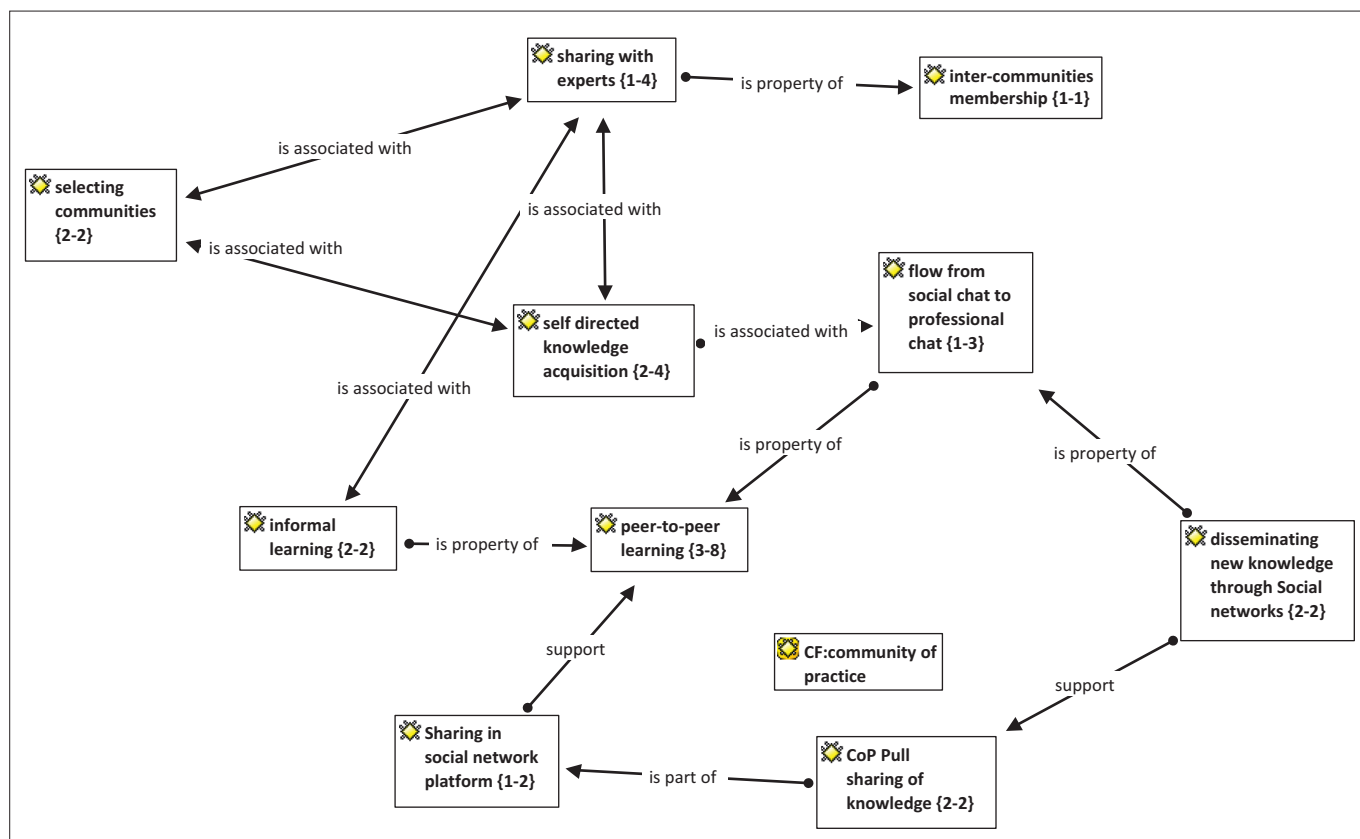 sharing with
experts {1-4}
is property of
inter-communities
membership {1-1}
is associated with
selecting
communities
{2-2}
is associated with
is associated with
flow from
social chat to
professional
chat {1-3}
self directed
knowledge
acquisition {2-4}
is associated with
is associated with
is property of
is property of
informal
learning {2-2}
is property of
peer-to-peer
learning {3-8}
disseminating
new knowledge
through Social
networks {2-2}
support
CF:community of
practice
support
Sharing in
social network
platform {1-2}
is part of
CoP Pull
sharing of
knowledge {2-2}